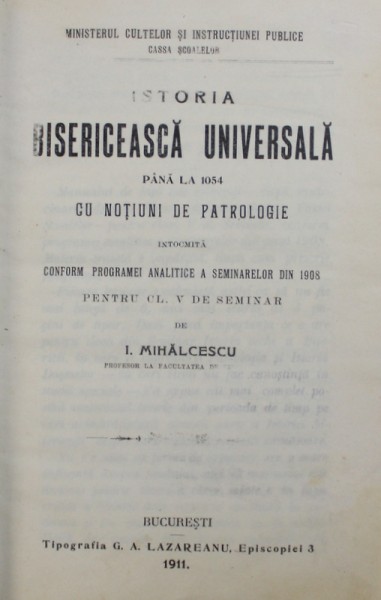 MINISTERUL CULTELOR ȘI INSTRUCȚIUNEI PUBLICE
CASSA ȘCOALELOR
ISTORIA
BISERICEASCĂ UNIVERSALĂ
PÂNĂ LA 1054
CU NOȚIUNI DE PATROLOGIE
INTOCMITĂ
CONFORM PROGRAMEI ANALITICE A SEMINARELOR DIN 1908
PENTRU CL. V DE SEMINAR
DE
I. MIHĂLCESCU
PROFESOR LA FACULTATEA
BUCUREȘTI
Tipografia G. A. LAZAREANU, Episcopiei 3
1911.